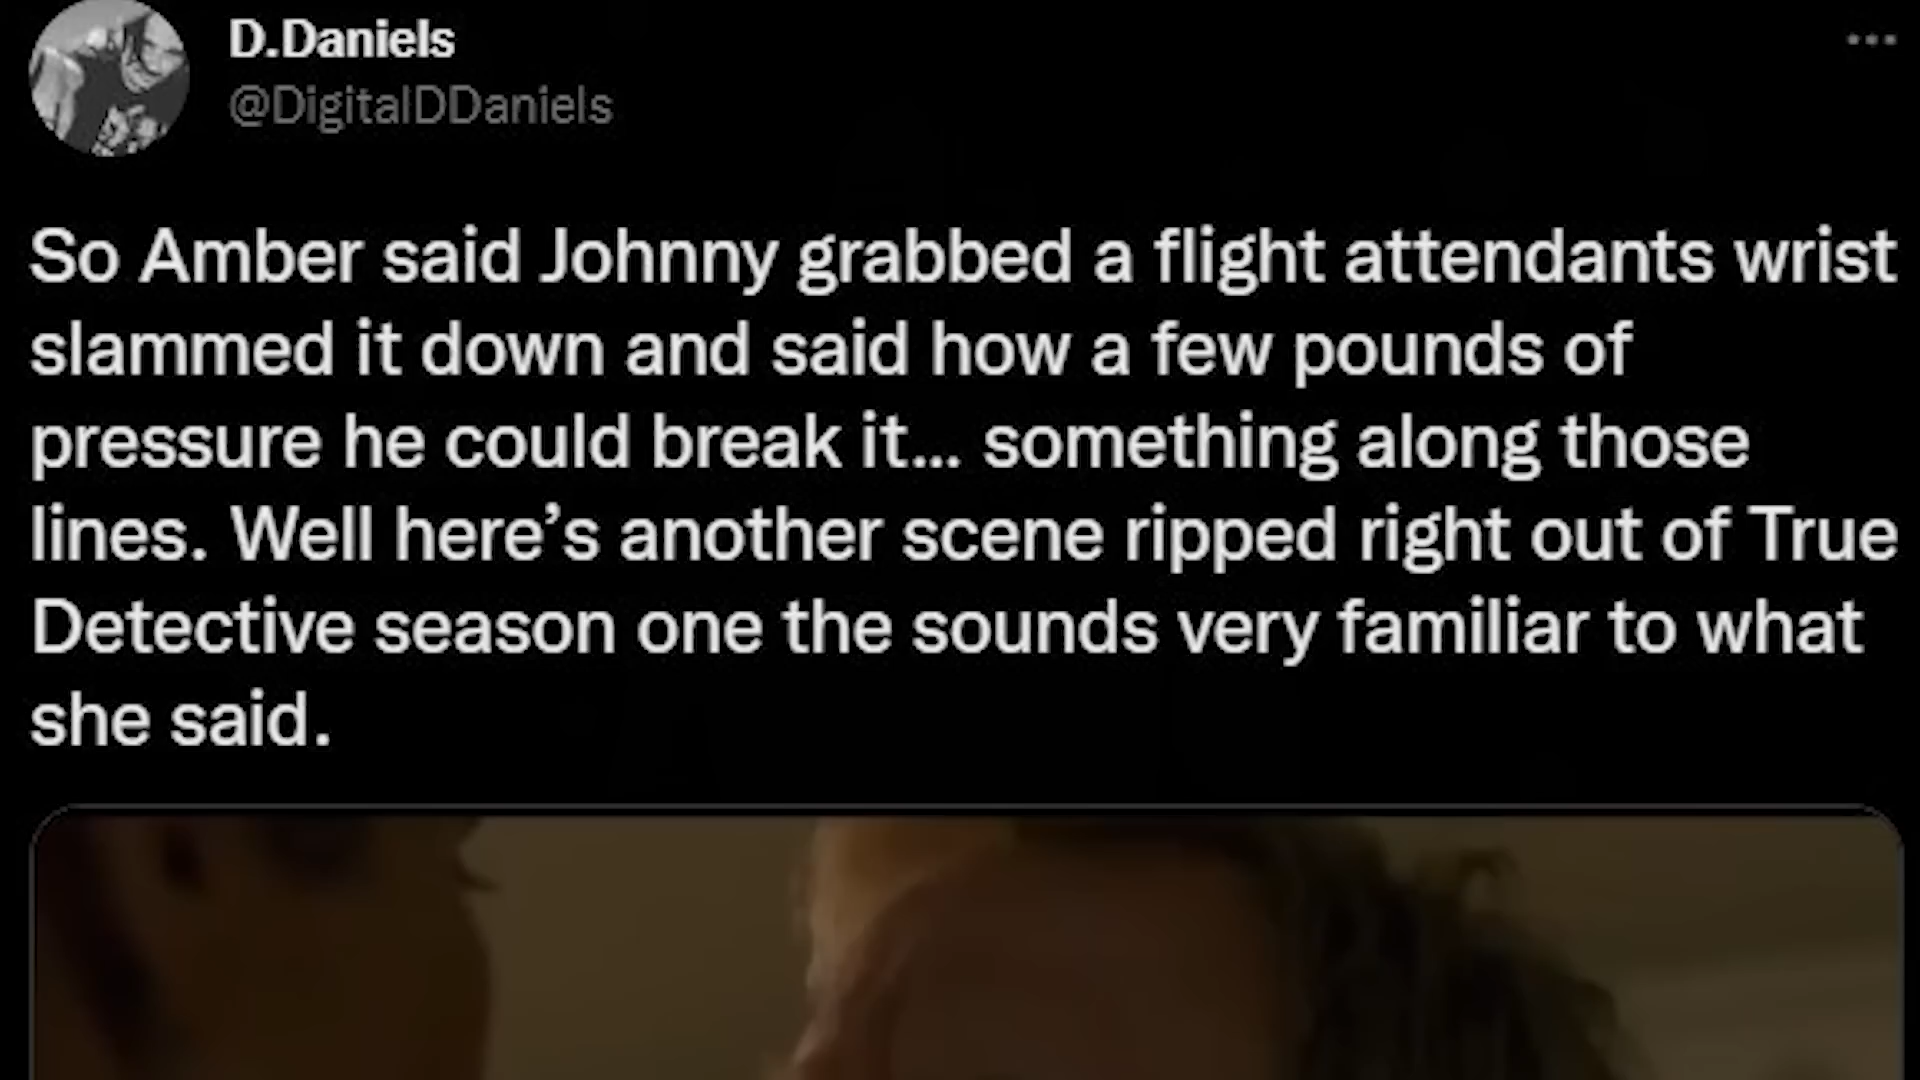 D.Daniels
@DigitalDDaniels
So Amber said Johnny grabbed a flight attendants wrist
slammed it down and said how a few pounds of
pressure he could break it... something along those
lines. Well here’s another scene ripped right out of True
Detective season one the sounds very familiar to what
she said.